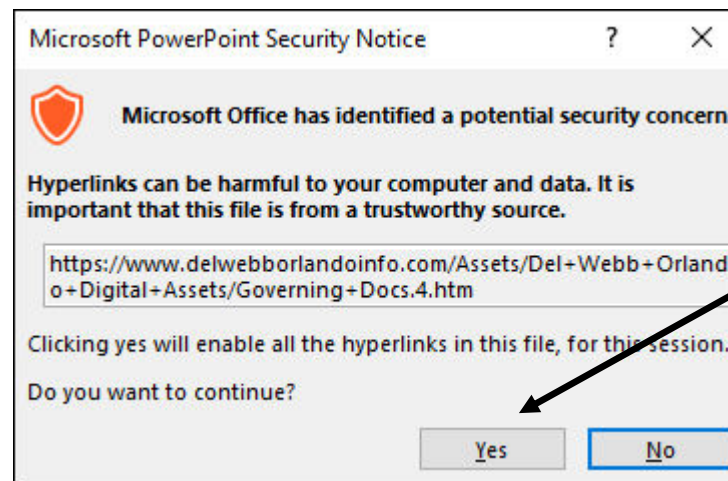 Microsoft PowerPoint Security Notice ? X
Microsoft Office has identified a potential security concern
Hyperlinks can be harmful to your computer and data. It is
important that this file is from a trustworthy source.
https://www.delwebborlandoinfo.com/Assets/Del+Webb+Orland
o+Digital+Assets/Governing+Docs.4.htm
Clicking yes will enable all the hyperlinks in this file, for this session.
Do you want to continue?
Yes No